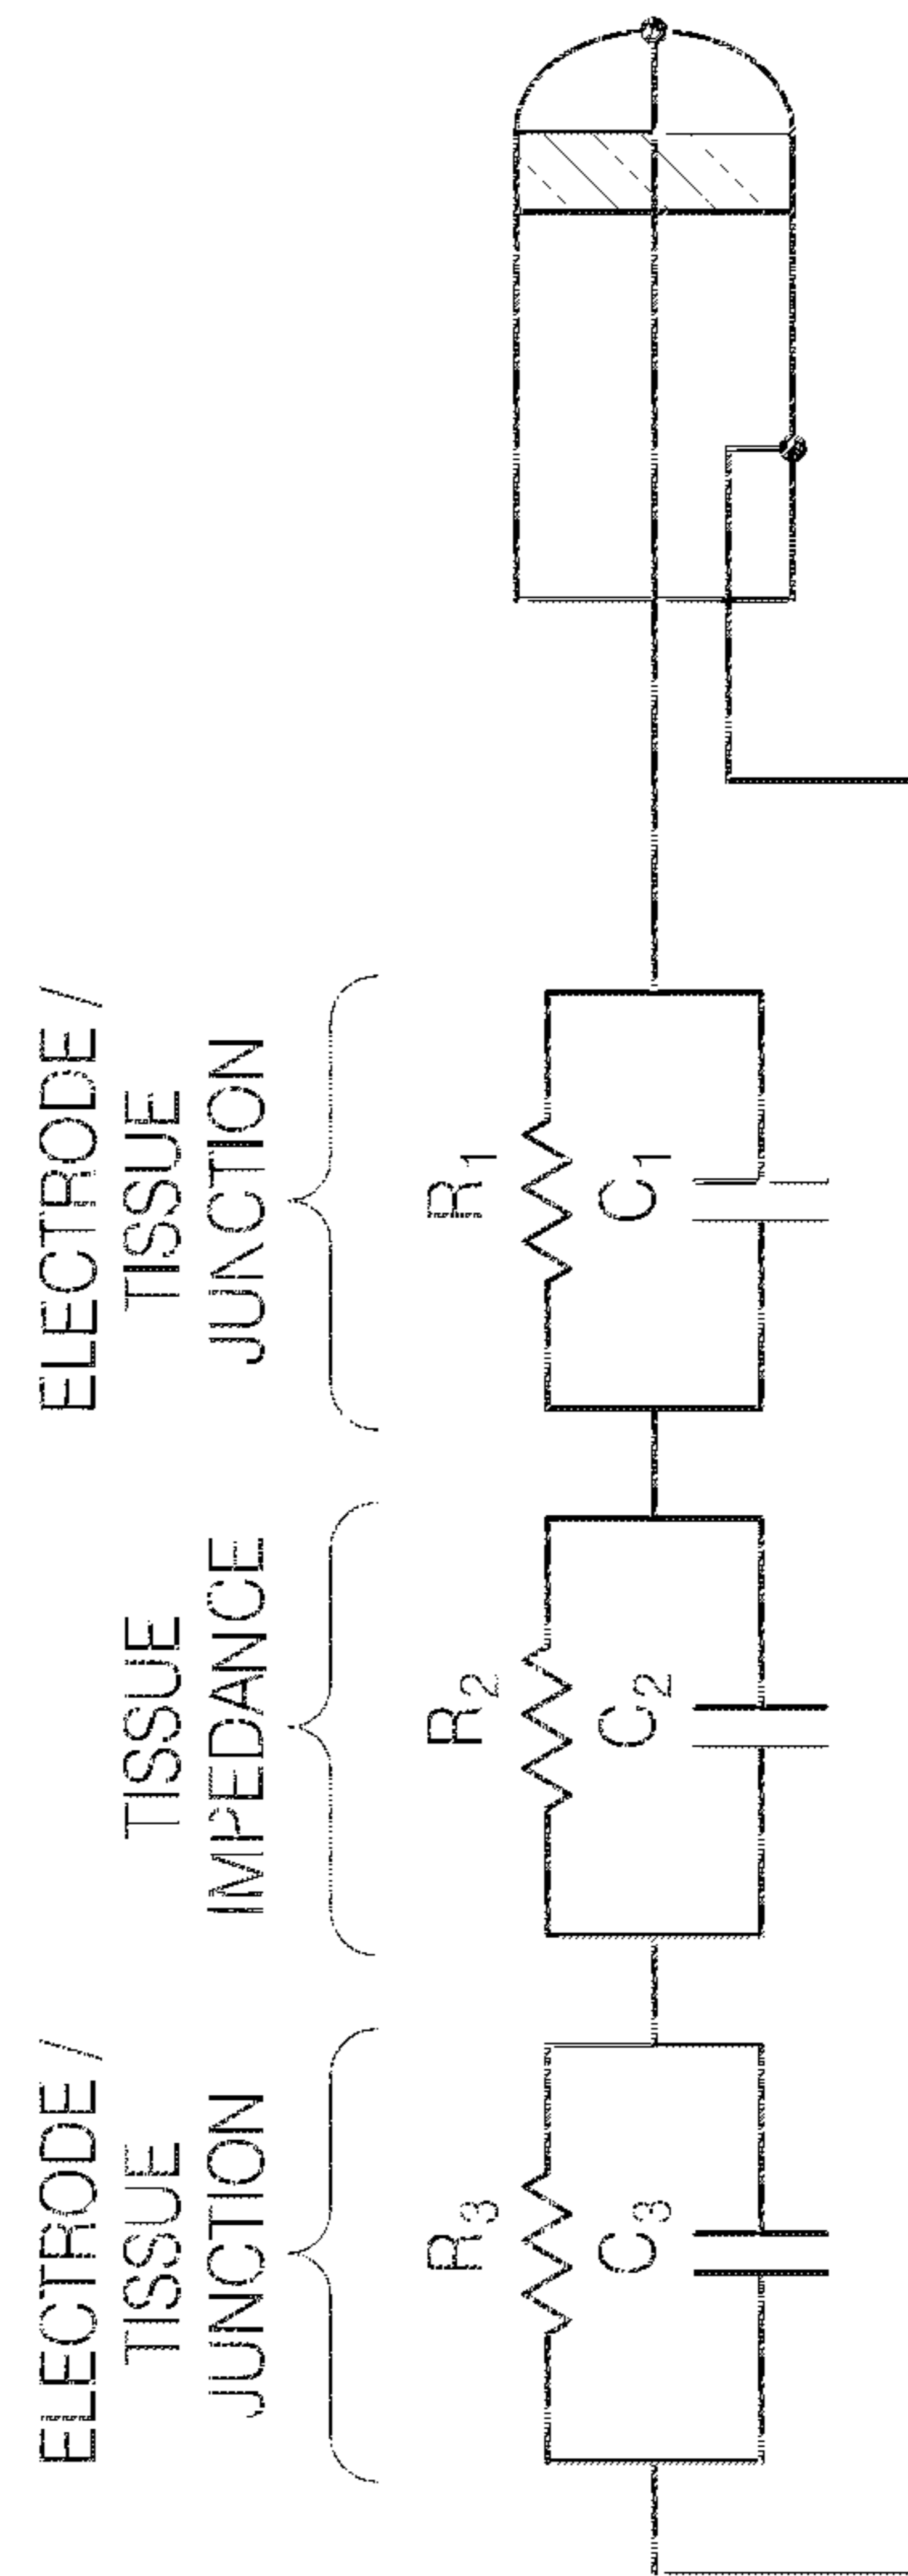 ELECTRODE /
TISSUE
JUNCTION
TISSUE
IMPEDANCE
ELECTRODE /
TISSUE
JUNCTION
R3
C3
R2
C2
R1
C1